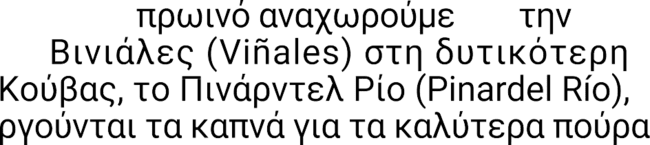 πρωινό αναχωρούμε την
Βινιάλες (Viñales) στη δυτικότερη
Κούβας, το Πινάρντελ Ρίο (Pinardel Río),
ργούνται τα καπνά για τα καλύτερα πούρα